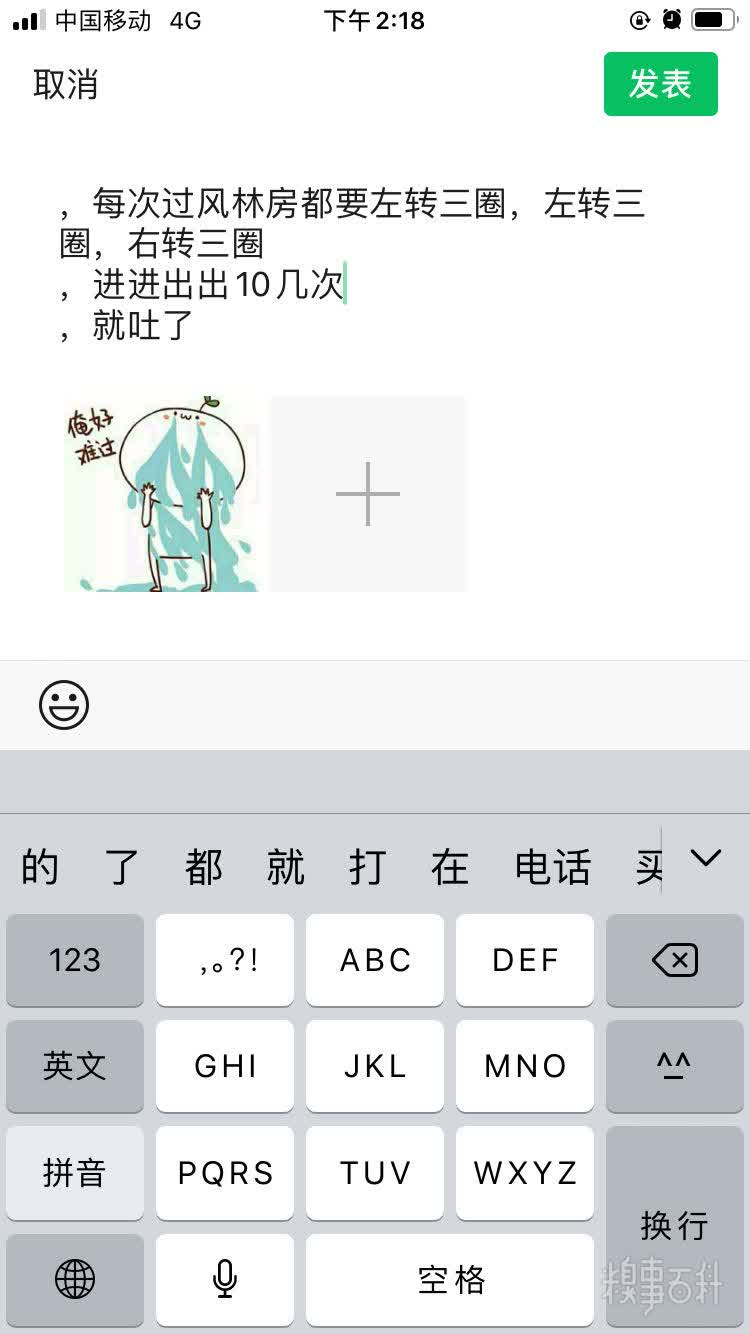 中国移动 4G 下午2:18
取消 发表
，每次过风林房都要左转三圈，左转三
圈，右转三圈
，进进出出10几次
，就吐了
俺好
难过
的 了 都 就 打 在 电话 买
123 ,。?! ABC DEF
英文 GHI JKL MNO ^^
拼音 PQRS TUV WXYZ
换行
空格
糗事百科